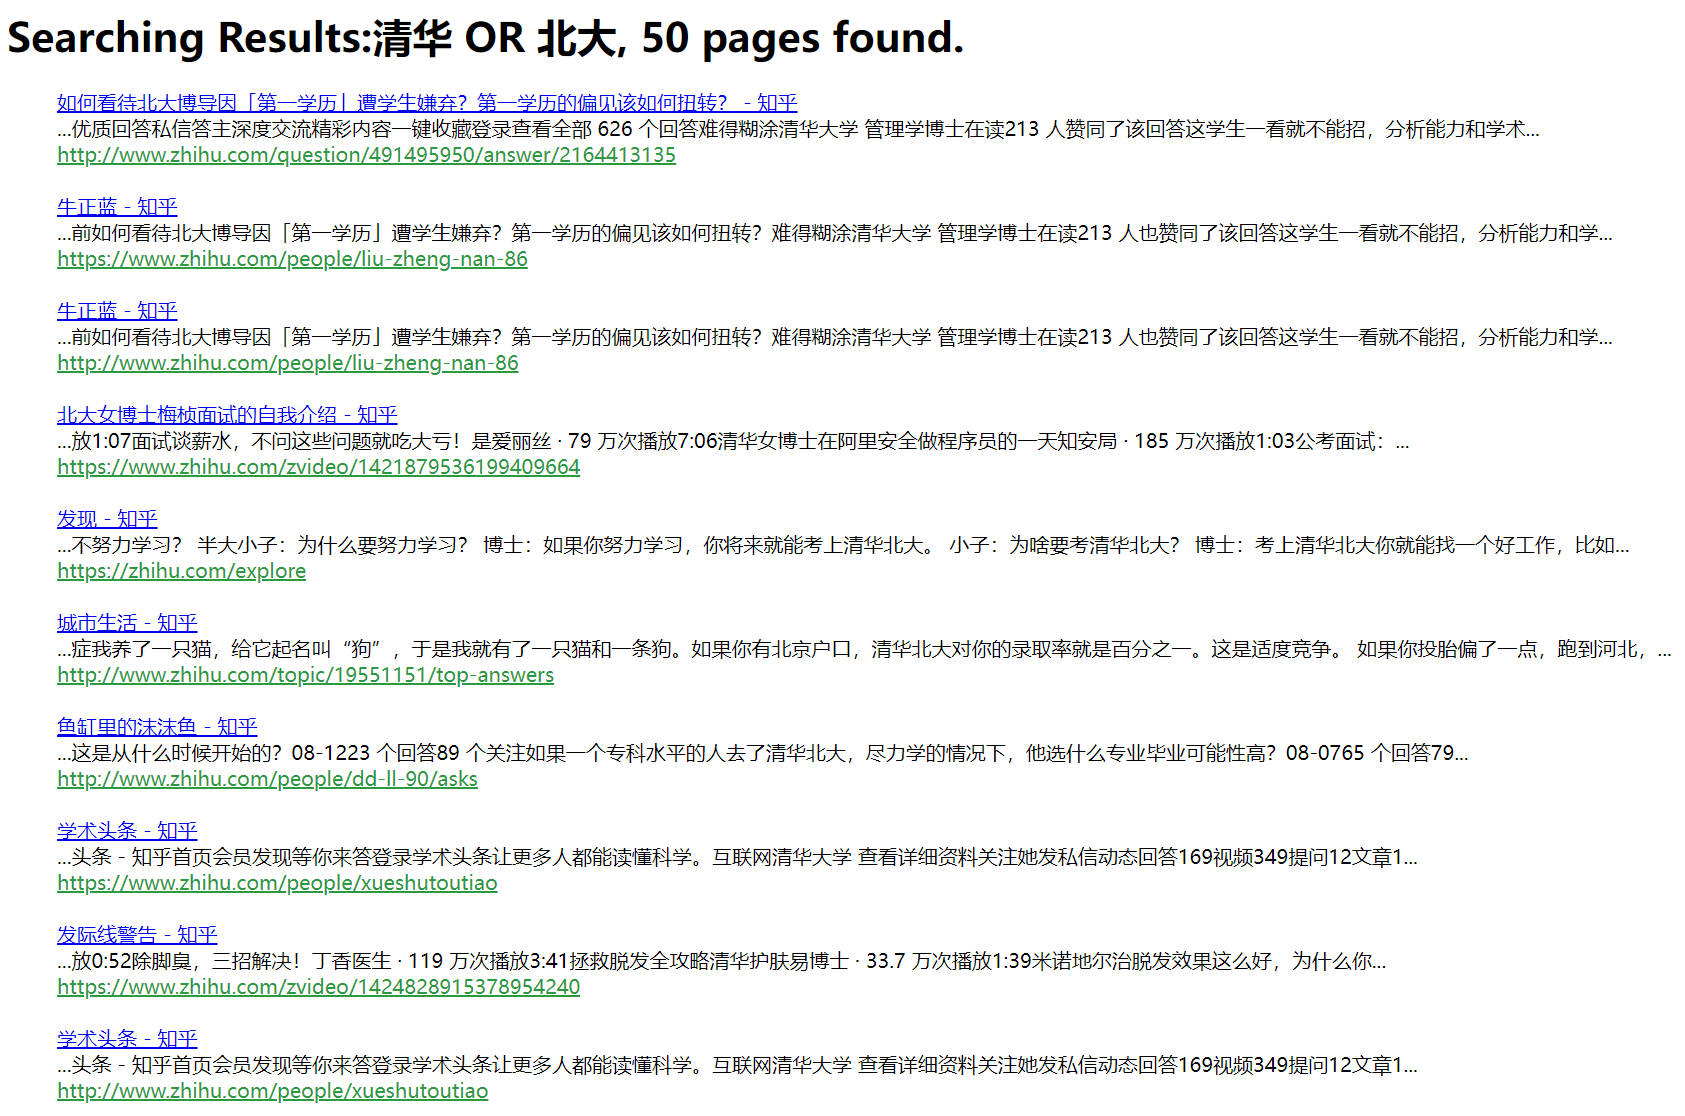 Searching Results:清华 OR 北大, 50 pages found.
如何看待北大博导因「第一学历」遭学生嫌弃？第一学历的偏见该如何扭转？ - 知乎
...优质回答私信答主深度交流精彩内容一键收藏登录查看全部 626 个回答难得糊涂清华大学 管理学博士在读213 人赞同了该回答这学生一看就不能招，分析能力和学术...
http://www.zhihu.com/question/491495950/answer/2164413135
牛正蓝 - 知乎
...前如何看待北大博导因「第一学历」遭学生嫌弃？第一学历的偏见该如何扭转？难得糊涂清华大学 管理学博士在读213 人也赞同了该回答这学生一看就不能招，分析能力和学...
https://www.zhihu.com/people/liu-zheng-nan-86
牛正蓝 - 知乎
...前如何看待北大博导因「第一学历」遭学生嫌弃？第一学历的偏见该如何扭转？难得糊涂清华大学 管理学博士在读213 人也赞同了该回答这学生一看就不能招，分析能力和学...
http://www.zhihu.com/people/liu-zheng-nan-86
北大女博士梅桢面试的自我介绍 - 知乎
...放1:07面试谈薪水，不问这些问题就吃大亏！是爱丽丝 · 79 万次播放7:06清华女博士在阿里安全做程序员的一天知安局 · 185 万次播放1:03公考面试：...
https://www.zhihu.com/zvideo/1421879536199409664
发现 - 知乎
...不努力学习？ 半大小子：为什么要努力学习？ 博士：如果你努力学习，你将来就能考上清华北大。 小子：为啥要考清华北大？ 博士：考上清华北大你就能找一个好工作，比如...
https://zhihu.com/explore
城市生活 - 知乎
...症我养了一只猫，给它起名叫“狗”，于是我就有了一只猫和一条狗。如果你有北京户口，清华北大对你的录取率就是百分之一。这是适度竞争。 如果你投胎偏了一点，跑到河北，...
http://www.zhihu.com/topic/19551151/top-answers
鱼缸里的沫沫鱼 - 知乎
...这是从什么时候开始的？08-1223 个回答89 个关注如果一个专科水平的人去了清华北大，尽力学的情况下，他选什么专业毕业可能性高？08-0765 个回答79...
http://www.zhihu.com/people/dd-ll-90/asks
学术头条 - 知乎
...头条 - 知乎首页会员发现等你来答登录学术头条让更多人都能读懂科学。互联网清华大学 查看详细资料关注她发私信动态回答169视频349提问12文章1...
https://www.zhihu.com/people/xueshutoutiao
发际线警告 - 知乎
...放0:52除脚臭，三招解决！丁香医生 · 119 万次播放3:41拯救脱发全攻略清华护肤易博士 · 33.7 万次播放1:39米诺地尔治脱发效果这么好，为什么你...
https://www.zhihu.com/zvideo/1424828915378954240
学术头条 - 知乎
...头条 - 知乎首页会员发现等你来答登录学术头条让更多人都能读懂科学。互联网清华大学 查看详细资料关注她发私信动态回答169视频349提问12文章1...
http://www.zhihu.com/people/xueshutoutiao